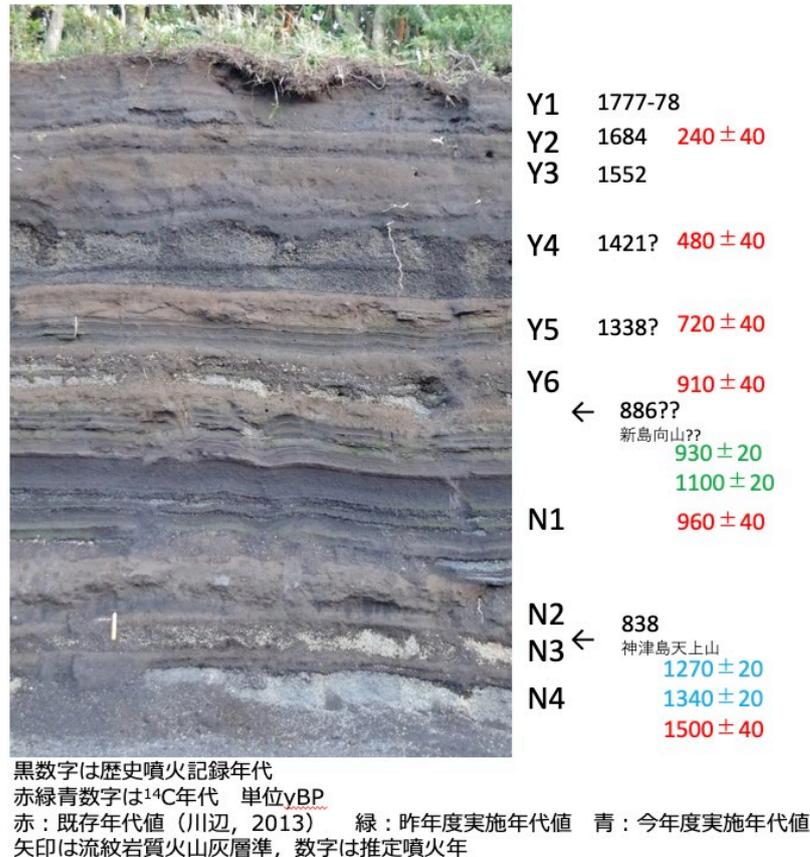 Y1 1777-78
Y2 1684 240±40
Y3 1552
Y4 1421? 480±40
Y5 1338? 720±40
Y6 910±40
← 886??
新島向山??
930±20
1100±20
N1 960±40
N2
← 838
N3
神津島天上山
1270±20
N4 1340±20
1500±40
黒数字は歴史噴火記録年代
赤緑青数字は¹⁴C年代 単位yBP
赤：既存年代値（川辺，2013） 緑：昨年度実施年代値 青：今年度実施年代値
矢印は流紋岩質火山灰層準，数字は推定噴火年